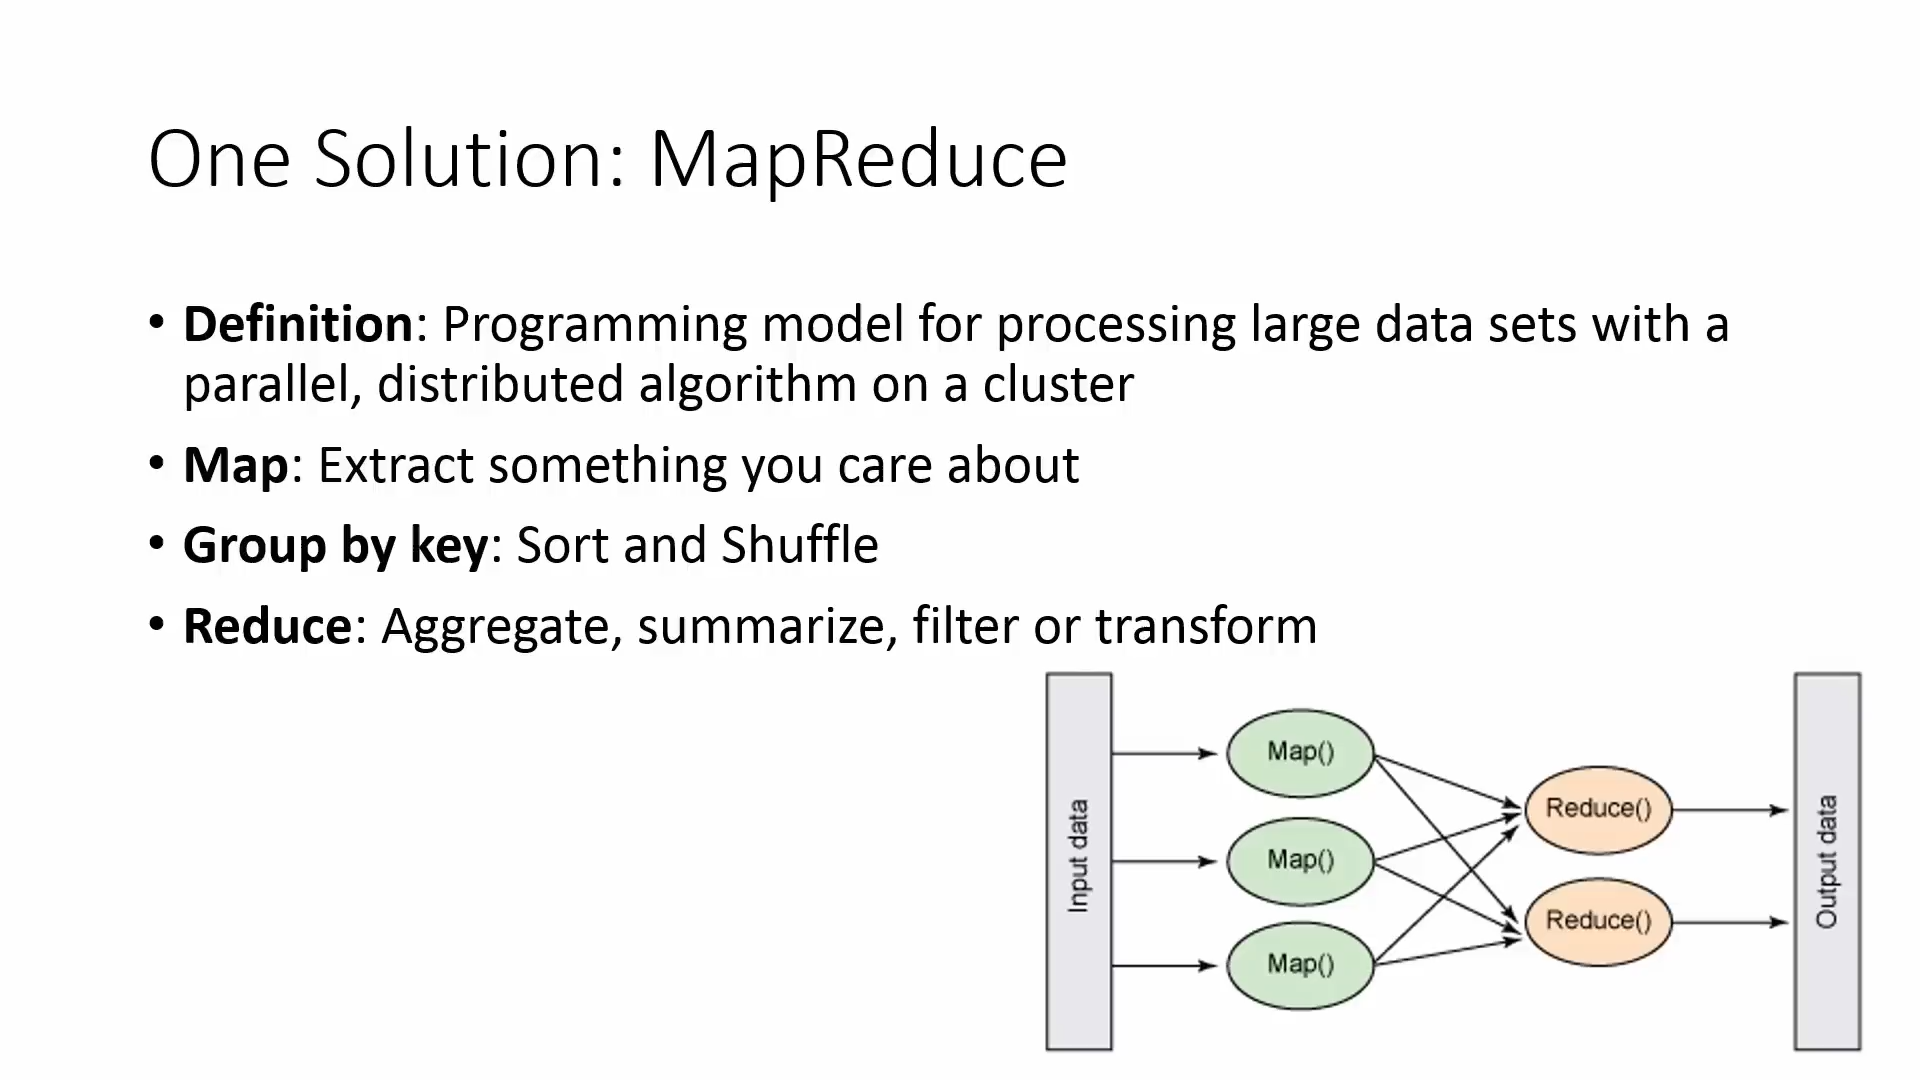 One Solution: MapReduce
• Definition: Programming model for processing large data sets with a
parallel, distributed algorithm on a cluster
• Map: Extract something you care about
• Group by key: Sort and Shuffle
• Reduce: Aggregate, summarize, filter or transform
Input data
Map()
Map()
Map()
Reduce()
Reduce()
Output data